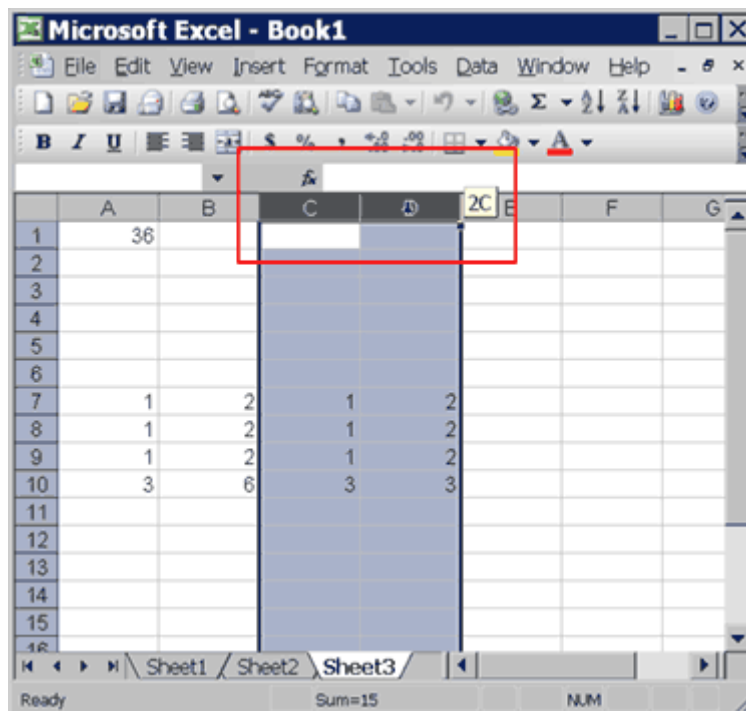 Microsoft Excel - Book1
File Edit View Insert Format Tools Data Window Help
B I U $ % ,
fx
A B C D 2C E F G
1 36
2
3
4
5
6
7 1 2 1 2
8 1 2 1 2
9 1 2 1 2
10 3 6 3 3
11
12
13
14
15
16
Sheet1 Sheet2 Sheet3
Ready Sum=15 NUM